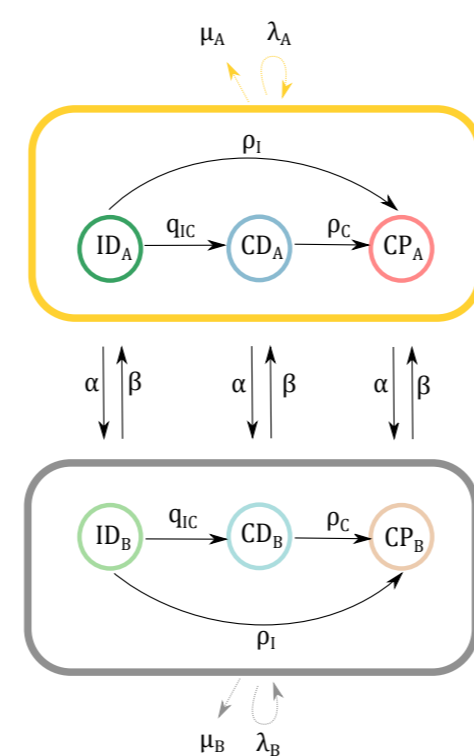 μA λA
ρI
qIC ρC
IDA CDA CPA
α β α β α β
qIC ρC
IDB CDB CPB
ρI
μB λB